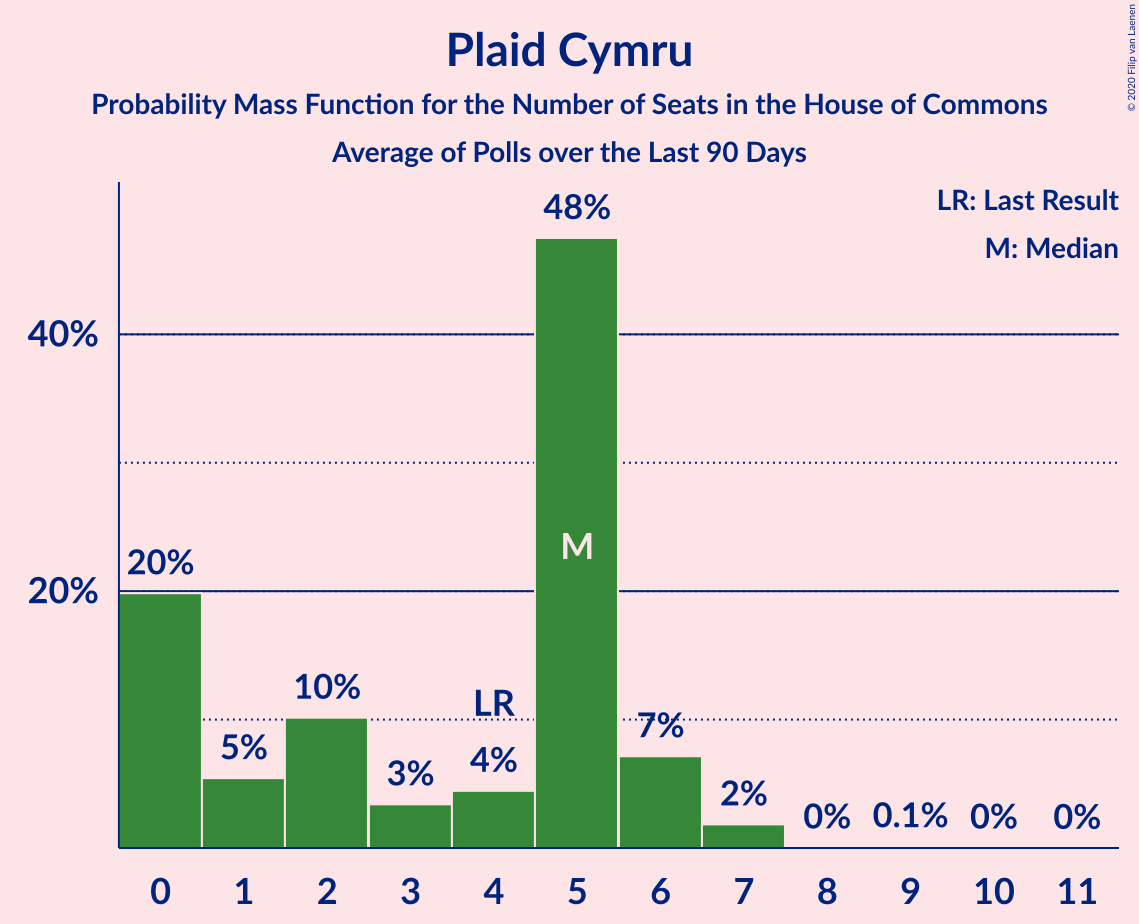 Plaid Cymru
Probability Mass Function for the Number of Seats in the House of Commons
Average of Polls over the Last 90 Days
© 2020 Filip van Laenen
LR: Last Result
M: Median
48%
40%
M
20%
20%
10%
LR
7%
5%
4%
3%
2%
0%
0.1%
0%
0%
0 1 2 3 4 5 6 7 8 9 10 11